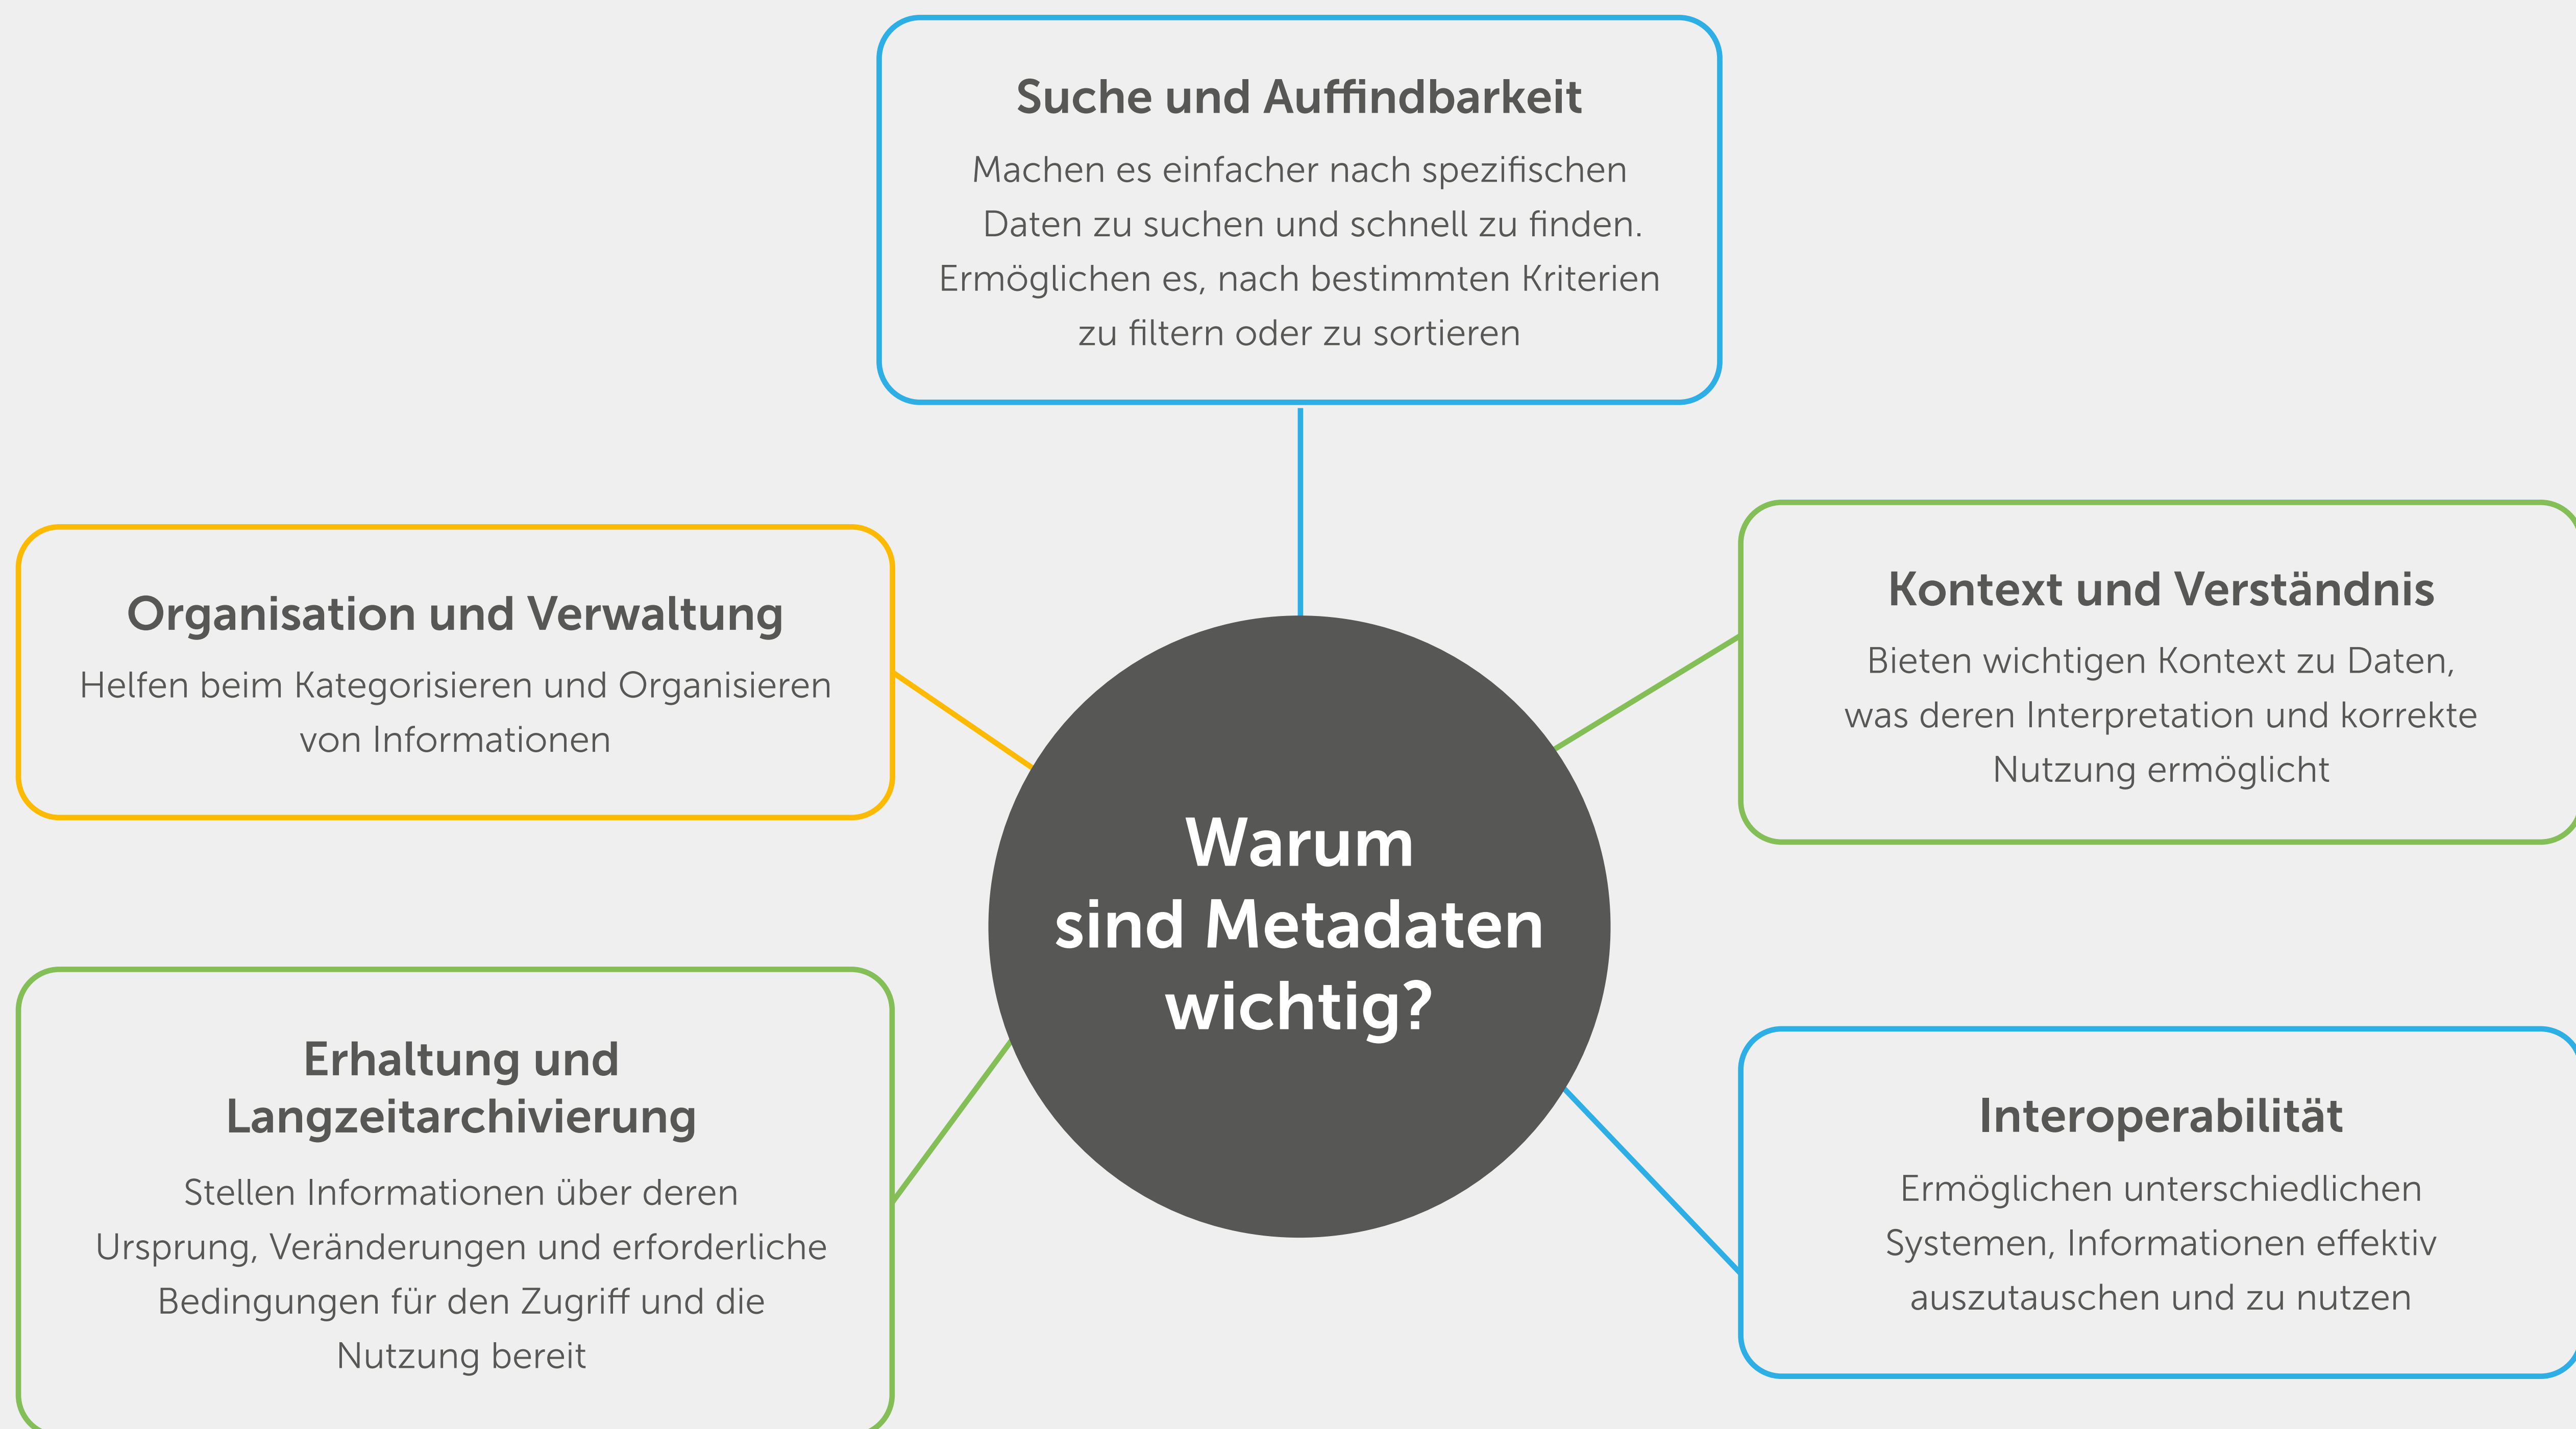 Suche und Auffindbarkeit
Machen es einfacher nach spezifischen
Daten zu suchen und schnell zu finden.
Ermöglichen es, nach bestimmten Kriterien
zu filtern oder zu sortieren
Organisation und Verwaltung
Helfen beim Kategorisieren und Organisieren
von Informationen
Kontext und Verständnis
Bieten wichtigen Kontext zu Daten,
was deren Interpretation und korrekte
Nutzung ermöglicht
Warum
sind Metadaten
wichtig?
Erhaltung und
Langzeitarchivierung
Stellen Informationen über deren
Ursprung, Veränderungen und erforderliche
Bedingungen für den Zugriff und die
Nutzung bereit
Interoperabilität
Ermöglichen unterschiedlichen
Systemen, Informationen effektiv
auszutauschen und zu nutzen